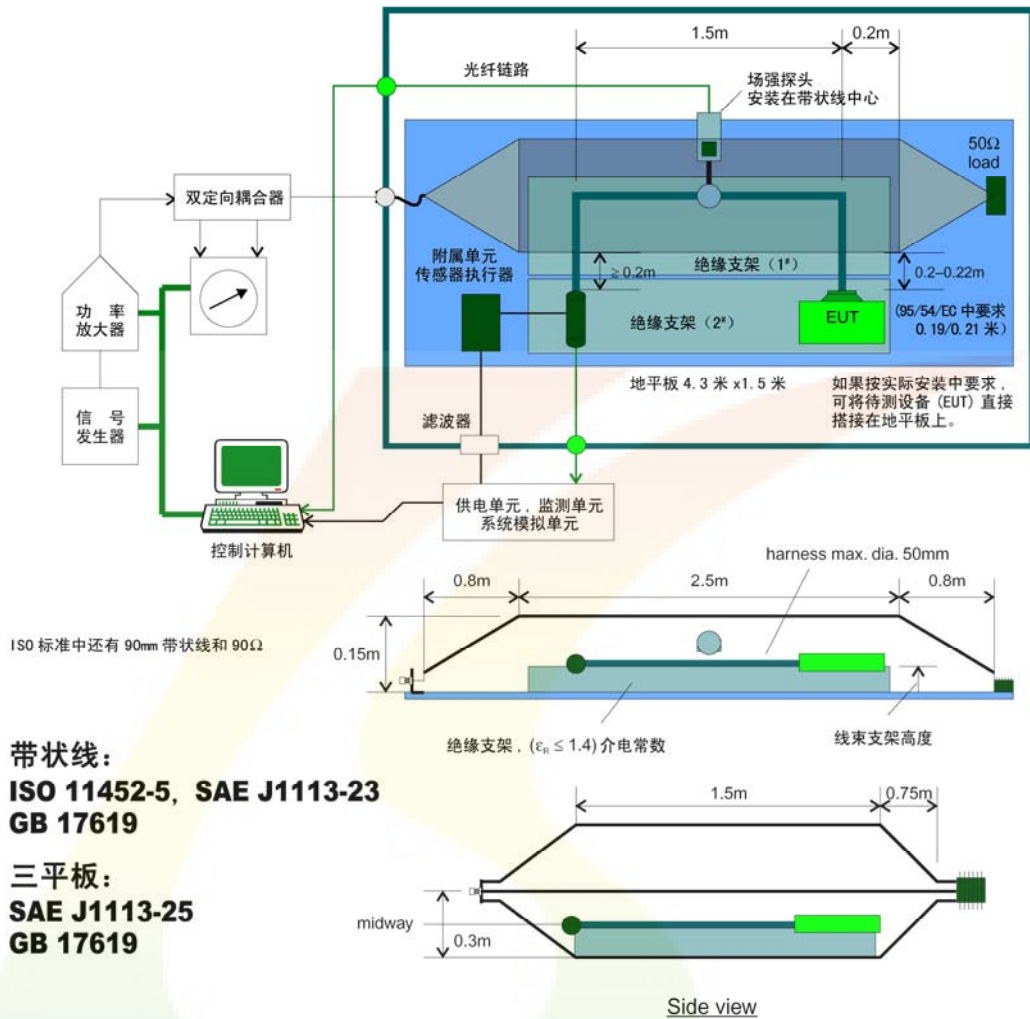 1.5m
0.2m
光纤链路
场强探头
安装在带状线中心
50Ω
load
双定向耦合器
附属单元
传感器执行器
≥ 0.2m
绝缘支架（1#）
0.2–0.22m
功 率
放大器
绝缘支架（2#）
EUT
(95/54/EC 中要求
0.19/0.21 米)
地平板 4.3 米 x1.5 米
如果按实际安装中要求，
可将待测设备 (EUT) 直接
搭接在地平板上。
信 号
发生器
滤波器
供电单元，监测单元
系统模拟单元
控制计算机
harness max. dia. 50mm
0.8m
2.5m
0.8m
ISO 标准中还有 90mm 带状线和 90Ω
0.15m
绝缘支架，(εR ≤ 1.4) 介电常数
线束支架高度
带状线：
ISO 11452-5, SAE J1113-23
GB 17619
1.5m
0.75m
三平板：
SAE J1113-25
GB 17619
midway
0.3m
Side view